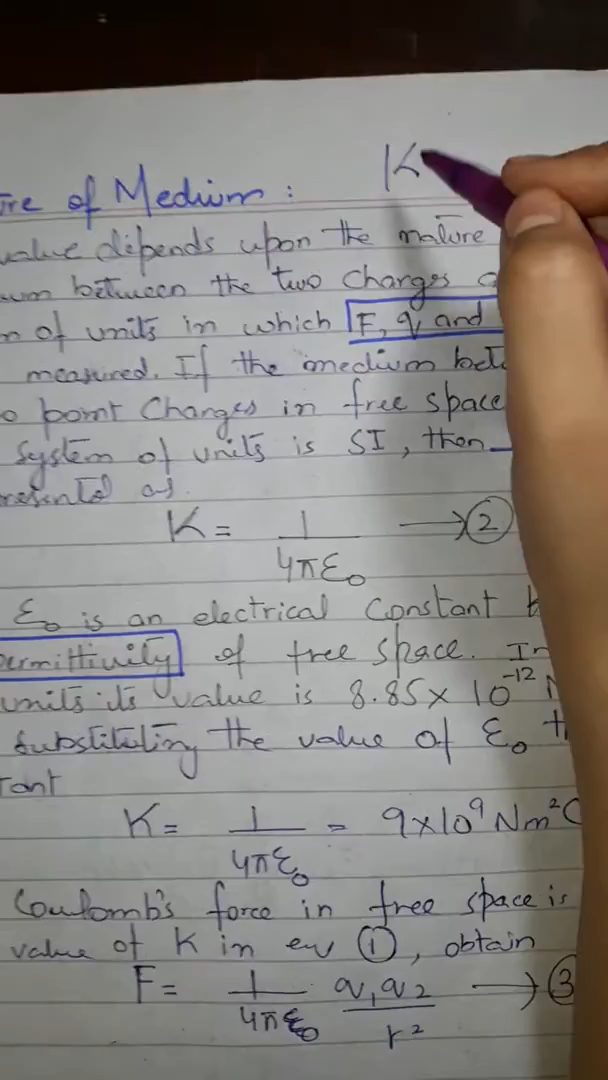 K
re of Medium :
value depends upon the nature
um between the two Charges
n of units in which F, q, and
measured. If the medium bet
o point Charges in free space
system of units is SI, then
resented as
K = 1/4πε₀ → ②
ε₀ is an electrical constant
ermittivity of free space. In
units its value is 8.85×10⁻¹² N
substituting the value of ε₀ th
tant
K = 1/4πε₀ = 9×10⁹ Nm²C
Coulomb's force in free space is
value of K in eq ①, obtain
F = 1/4πε₀ q₁q₂/r² → ③